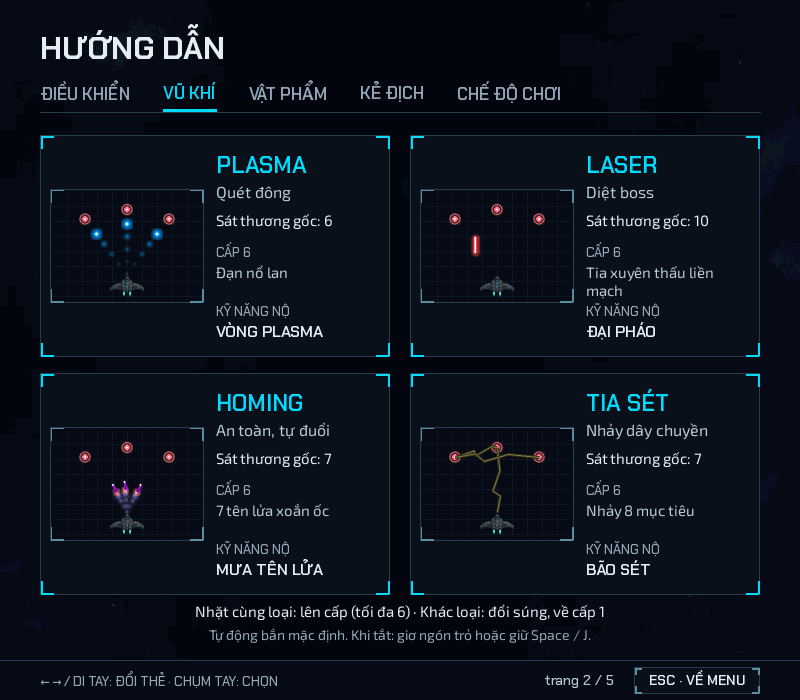 HƯỚNG DẪN
ĐIỀU KHIỂN VŨ KHÍ VẬT PHẨM KẺ ĐỊCH CHẾ ĐỘ CHƠI
PLASMA
Quét đông
Sát thương gốc: 6
CẤP 6
Đạn nổ lan
KỸ NĂNG NỘ
VÒNG PLASMA
LASER
Diệt boss
Sát thương gốc: 10
CẤP 6
Tia xuyên thấu liền
mạch
KỸ NĂNG NỘ
ĐẠI PHÁO
HOMING
An toàn, tự đuổi
Sát thương gốc: 7
CẤP 6
7 tên lửa xoắn ốc
KỸ NĂNG NỘ
MƯA TÊN LỬA
TIA SÉT
Nhảy dây chuyền
Sát thương gốc: 7
CẤP 6
Nhảy 8 mục tiêu
KỸ NĂNG NỘ
BÃO SÉT
Nhặt cùng loại: lên cấp (tối đa 6) · Khác loại: đổi súng, về cấp 1
Tự động bắn mặc định. Khi tắt: giơ ngón trỏ hoặc giữ Space / J.
←→ / DI TAY: ĐỔI THẺ · CHỤM TAY: CHỌN
trang 2 / 5
ESC · VỀ MENU